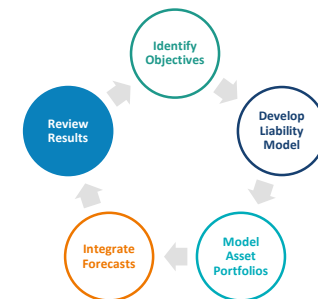 Identify
Objectives
Develop
Liability
Model
Model
Asset
Portfolios
Integrate
Forecasts
Review
Results